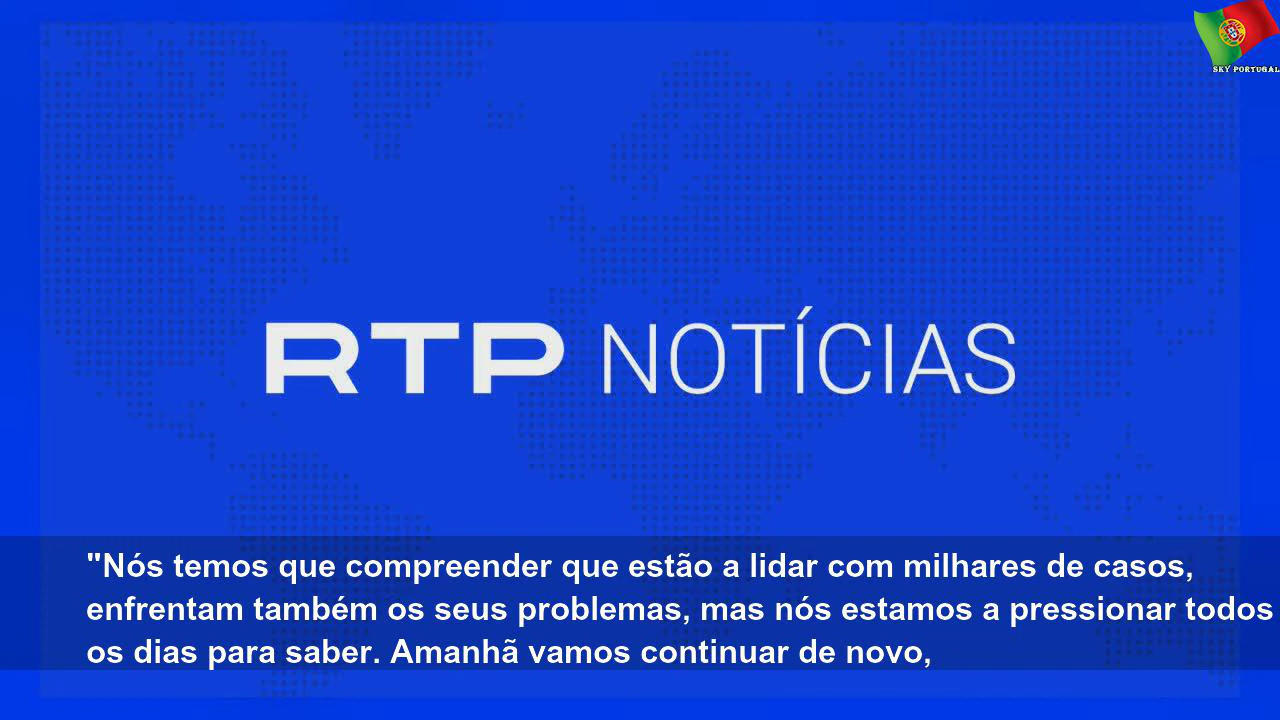 SKY PORTUGAL
RTP NOTÍCIAS
"Nós temos que compreender que estão a lidar com milhares de casos,
enfrentam também os seus problemas, mas nós estamos a pressionar todos
os dias para saber. Amanhã vamos continuar de novo,